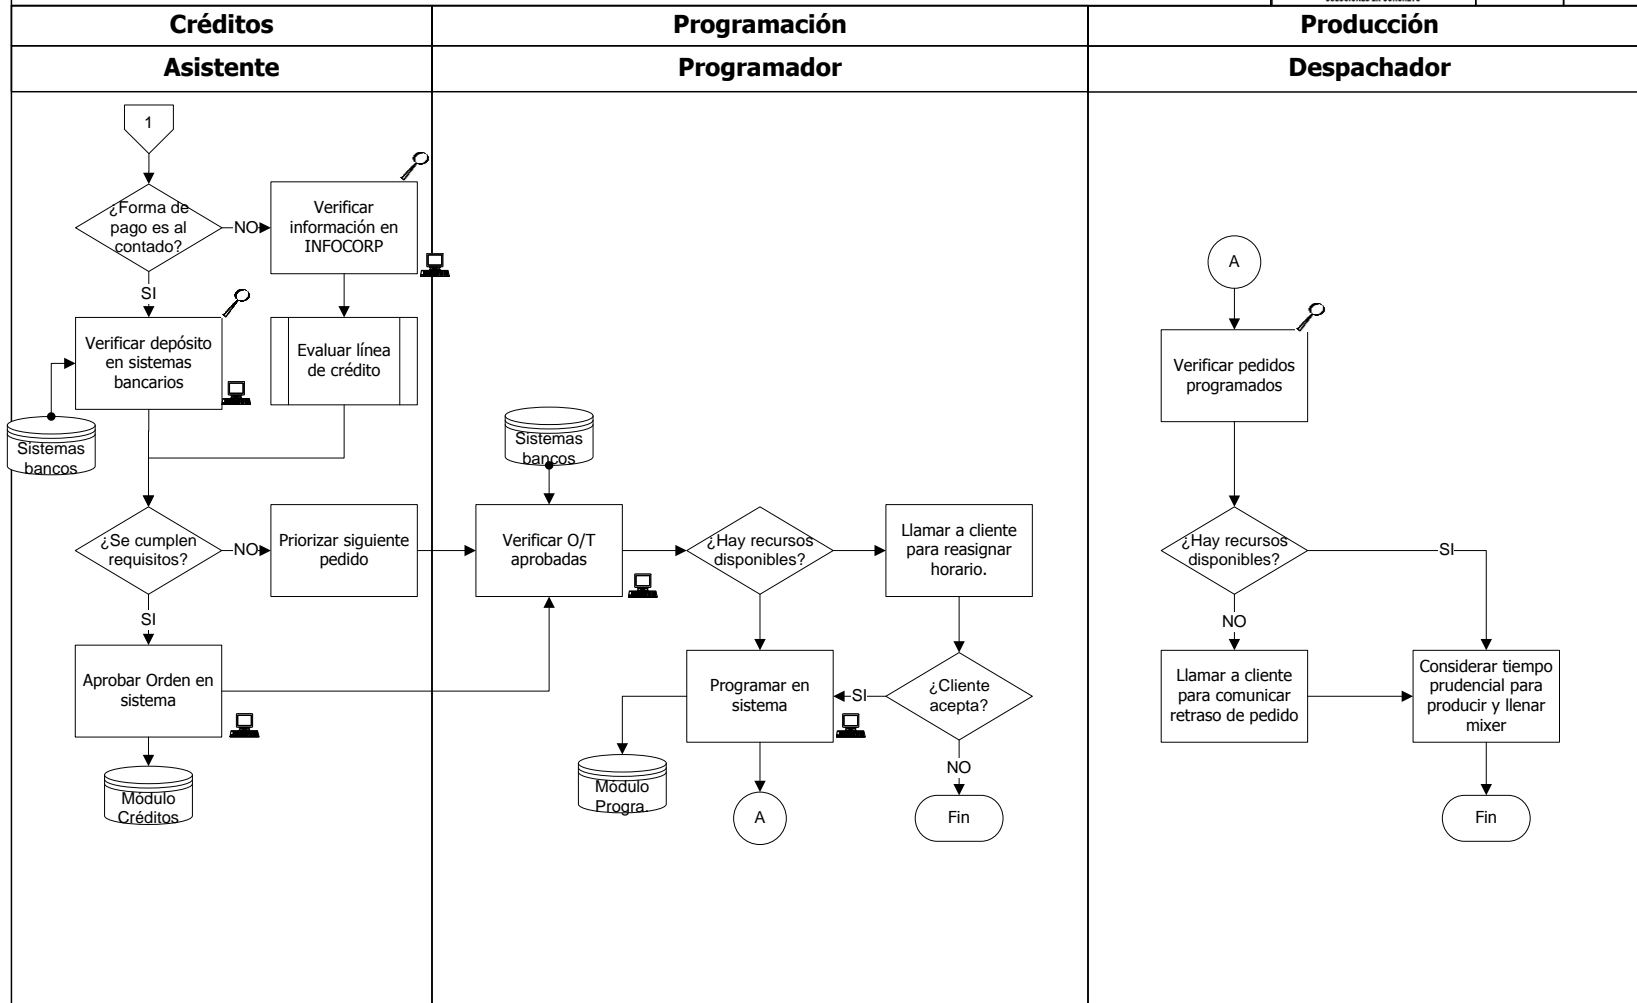 Créditos
Programación
Producción
Asistente
Programador
Despachador
1
¿Forma de
pago es al
contado?
NO
Verificar
información en
INFOCORP
SI
Verificar depósito
en sistemas
bancarios
Evaluar línea
de crédito
Sistemas
bancos
¿Se cumplen
requisitos?
NO
Priorizar siguiente
pedido
SI
Aprobar Orden en
sistema
Módulo
Créditos
Sistemas
bancos
Verificar O/T
aprobadas
¿Hay recursos
disponibles?
Llamar a cliente
para reasignar
horario.
Programar en
sistema
SI
¿Cliente
acepta?
NO
Módulo
Progra.
A
Fin
A
Verificar pedidos
programados
¿Hay recursos
disponibles?
SI
NO
Llamar a cliente
para comunicar
retraso de pedido
Considerar tiempo
prudencial para
producir y llenar
mixer
Fin